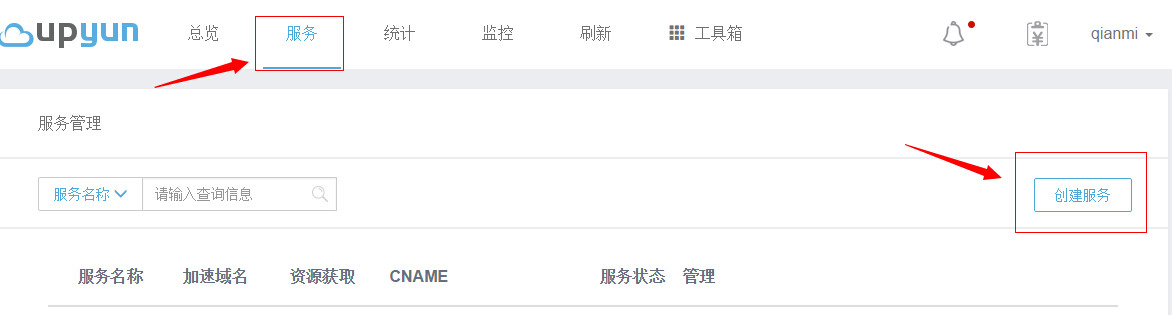 upyun 总览 服务 统计 监控 刷新 工具箱 qianmi
服务管理
服务名称 请输入查询信息 创建服务
服务名称 加速域名 资源获取 CNAME 服务状态 管理